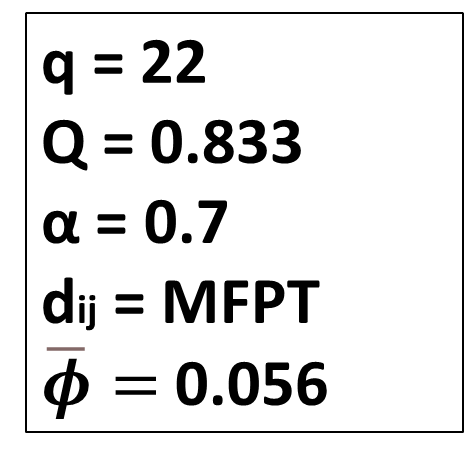 q = 22
Q = 0.833
α = 0.7
dᵢⱼ = MFPT
ϕ̅ = 0.056